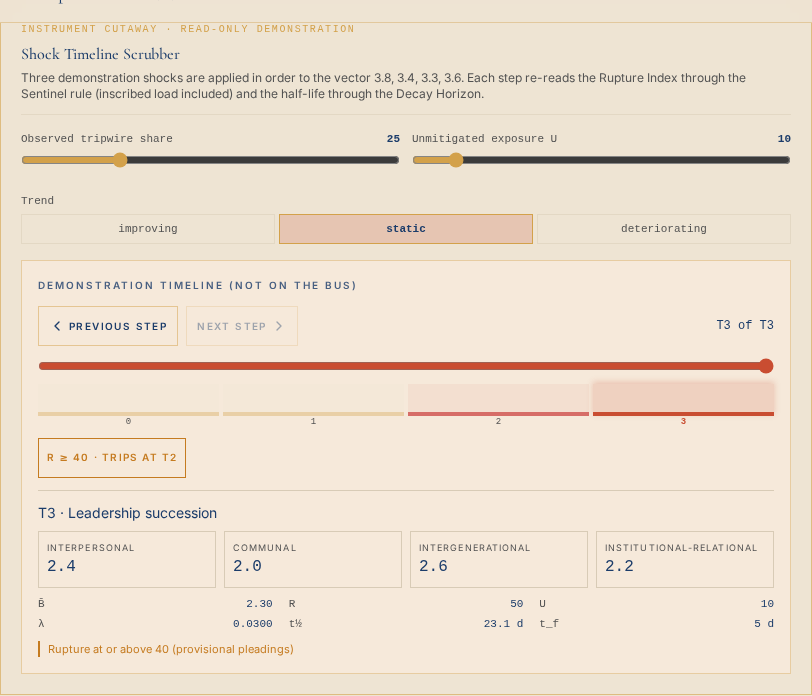 INSTRUMENT CUTAWAY · READ-ONLY DEMONSTRATION
Shock Timeline Scrubber
Three demonstration shocks are applied in order to the vector 3.8, 3.4, 3.3, 3.6. Each step re-reads the Rupture Index through the
Sentinel rule (inscribed load included) and the half-life through the Decay Horizon.
Observed tripwire share 25 Unmitigated exposure U 10
Trend
improving static deteriorating
DEMONSTRATION TIMELINE (NOT ON THE BUS)
PREVIOUS STEP NEXT STEP T3 of T3
0 1 2 3
R ≥ 40 · TRIPS AT T2
T3 · Leadership succession
INTERPERSONAL COMMUNAL INTERGENERATIONAL INSTITUTIONAL-RELATIONAL
2.4 2.0 2.6 2.2
B̄ 2.30 R 50 U 10
λ 0.0300 t½ 23.1 d t_f 5 d
Rupture at or above 40 (provisional pleadings)